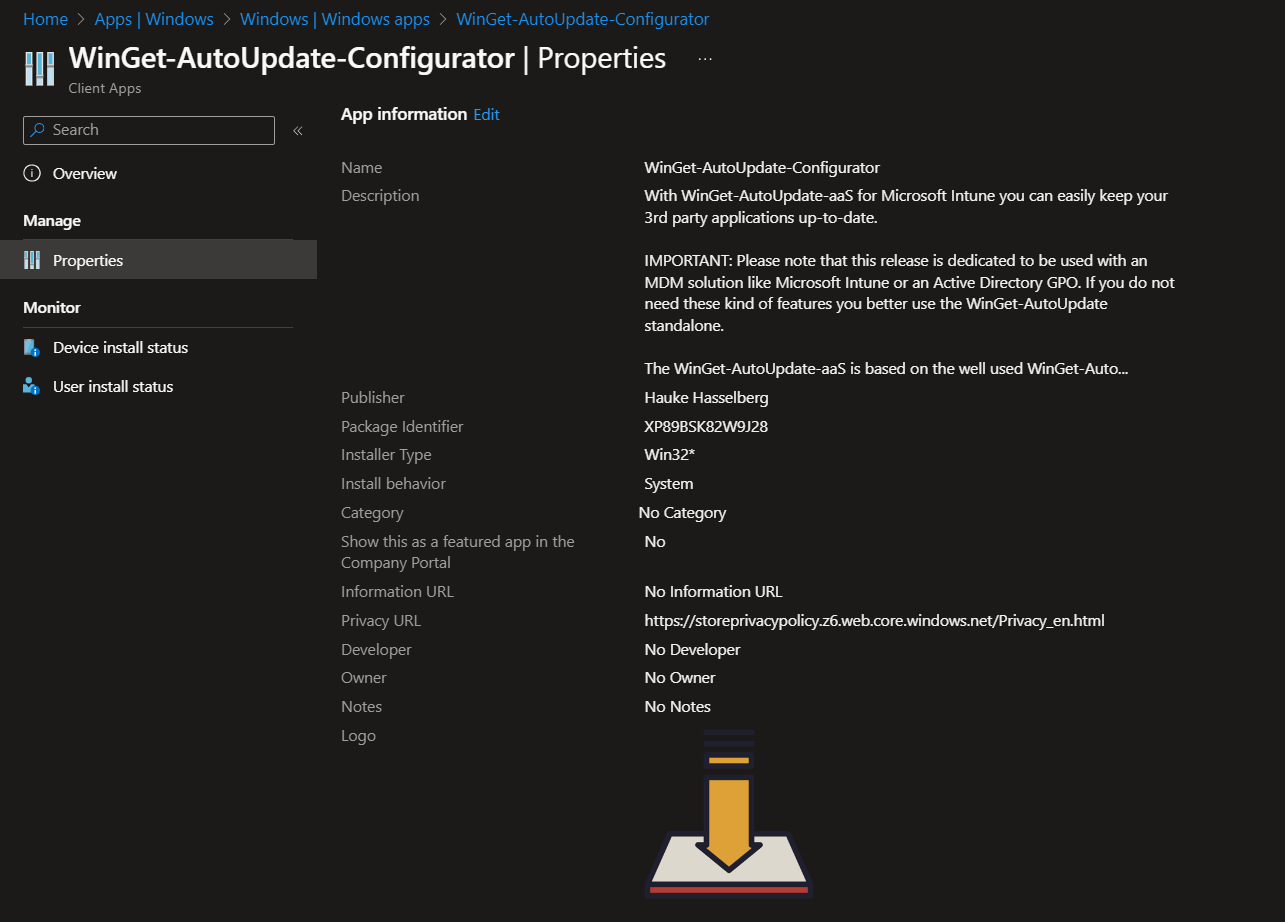 Home > Apps | Windows > Windows | Windows apps > WinGet-AutoUpdate-Configurator
WinGet-AutoUpdate-Configurator | Properties ...
Client Apps
Search
«
Overview
Manage
Properties
Monitor
Device install status
User install status
App information Edit
Name WinGet-AutoUpdate-Configurator
Description With WinGet-AutoUpdate-aaS for Microsoft Intune you can easily keep your
3rd party applications up-to-date.
IMPORTANT: Please note that this release is dedicated to be used with an
MDM solution like Microsoft Intune or an Active Directory GPO. If you do not
need these kind of features you better use the WinGet-AutoUpdate
standalone.
The WinGet-AutoUpdate-aaS is based on the well used WinGet-Auto...
Publisher Hauke Hasselberg
Package Identifier XP89BSK82W9J28
Installer Type Win32*
Install behavior System
Category No Category
Show this as a featured app in the No
Company Portal
Information URL No Information URL
Privacy URL https://storeprivacypolicy.z6.web.core.windows.net/Privacy_en.html
Developer No Developer
Owner No Owner
Notes No Notes
Logo